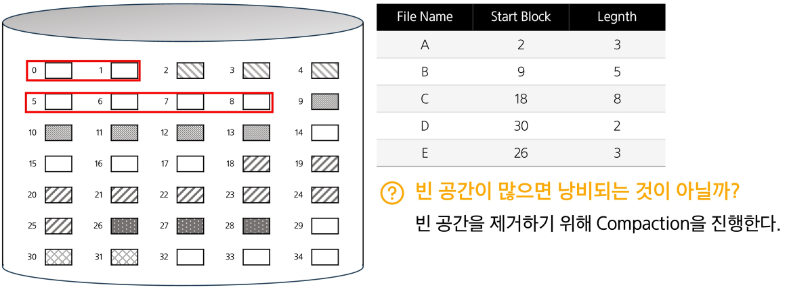 0 1 2 3 4
5 6 7 8 9
10 11 12 13 14
15 16 17 18 19
20 21 22 23 24
25 26 27 28 29
30 31 32 33 34
File Name Start Block Legnth
A 2 3
B 9 5
C 18 8
D 30 2
E 26 3
? 빈 공간이 많으면 낭비되는 것이 아닐까?
빈 공간을 제거하기 위해 Compaction을 진행한다.